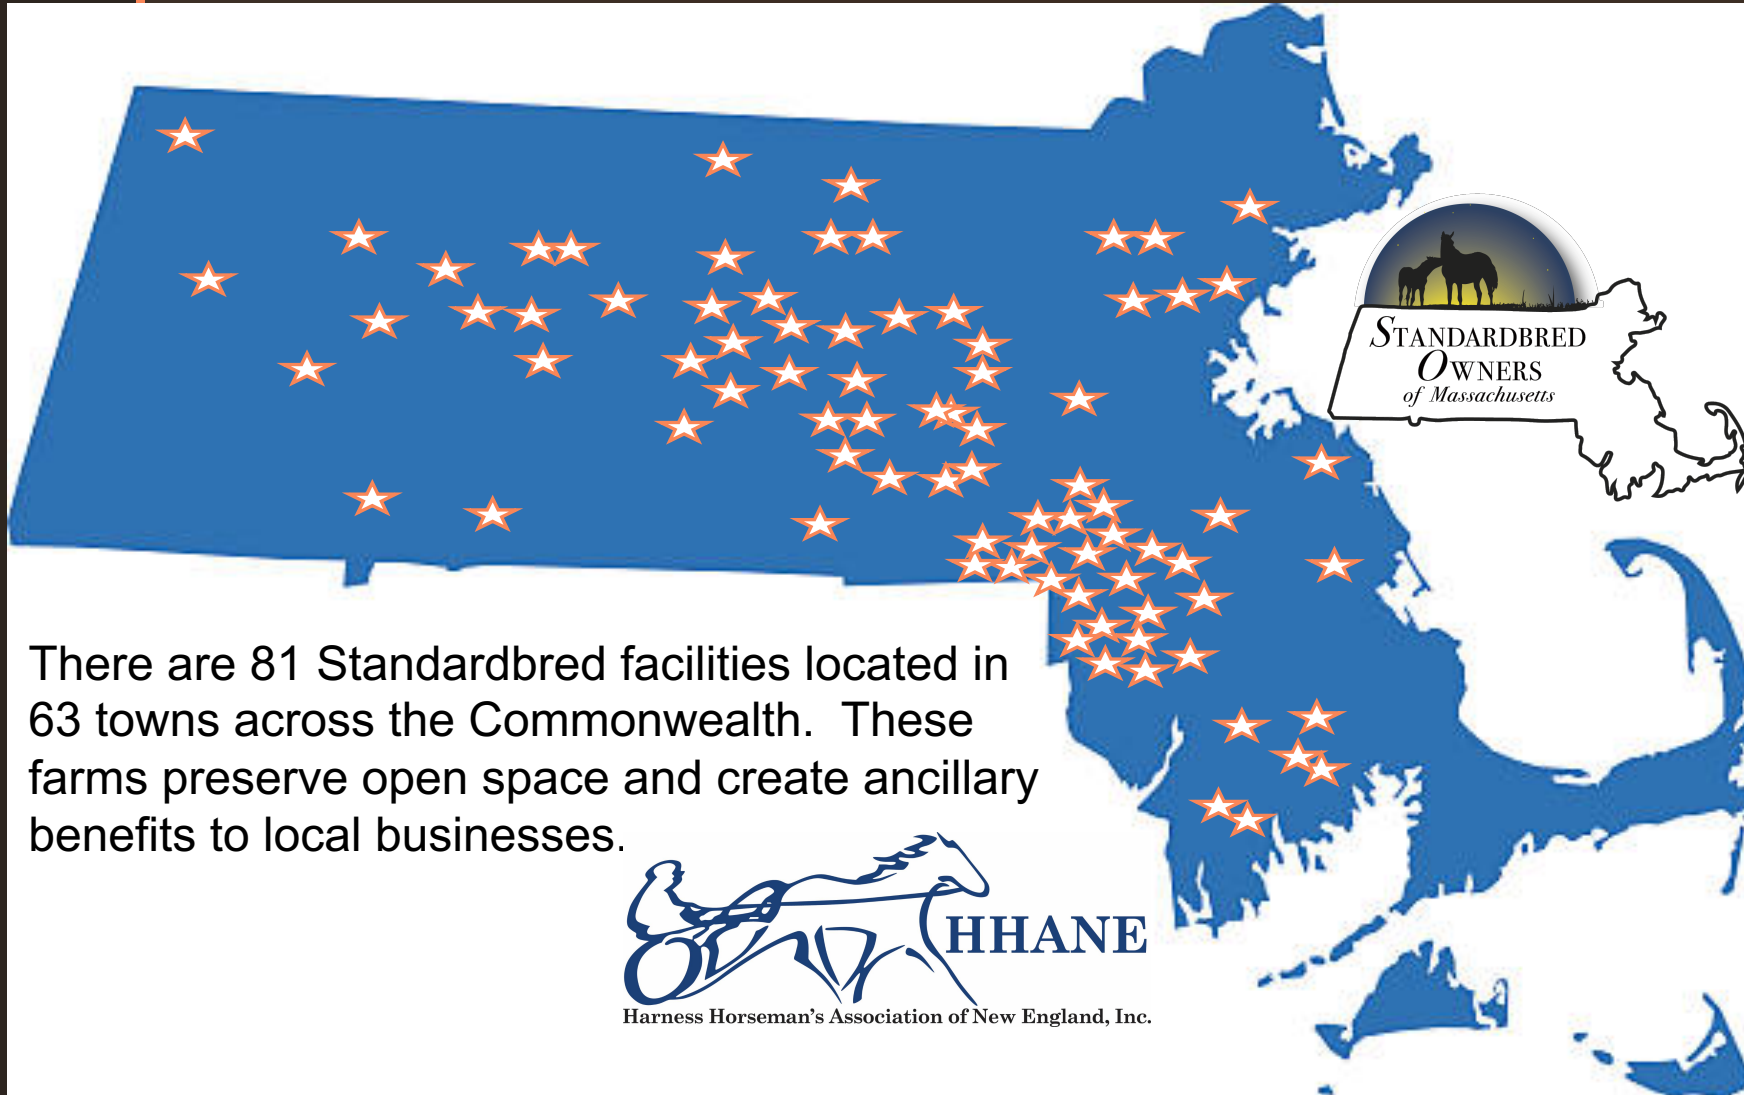 STANDARDBRED
OWNERS
of Massachusetts
There are 81 Standardbred facilities located in
63 towns across the Commonwealth.  These
farms preserve open space and create ancillary
benefits to local businesses.
HHANE
Harness Horseman's Association of New England, Inc.